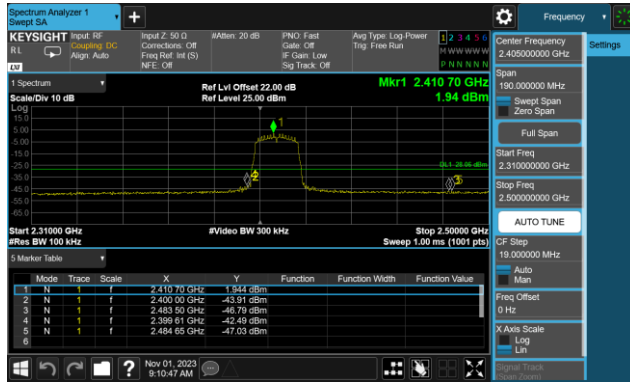 Spectrum Analyzer 1
Swept SA
Frequency
KEYSIGHT Input: RF Input Z: 50 Ω #Atten: 20 dB PNO: Fast Avg Type: Log-Power 1 2 3 4 5 6
RL Coupling: DC Corrections: Off Gate: Off Trig: Free Run M W W W W W
Align: Auto Freq Ref: Int (S) IF Gain: Low P N N N N N
LXI NFE: Off Sig Track: Off
Center Frequency
2.405000000 GHz
Settings
Span
190.000000 MHz
Swept Span
Zero Span
Full Span
Start Freq
2.310000000 GHz
Stop Freq
2.500000000 GHz
AUTO TUNE
CF Step
19.000000 MHz
Auto
Man
Freq Offset
0 Hz
X Axis Scale
Log
Lin
Signal Track
(Span Zoom)
1 Spectrum
Ref Lvl Offset 22.00 dB
Mkr1 2.410 70 GHz
Scale/Div 10 dB
Ref Level 25.00 dBm
1.94 dBm
Log
15.0
5.00
-5.00
-15.0
-25.0
-35.0
-45.0
-55.0
-65.0
1
DL1 -28.06 dBm
Start 2.31000 GHz #Video BW 300 kHz Stop 2.50000 GHz
#Res BW 100 kHz Sweep 1.00 ms (1001 pts)
5 Marker Table
Mode Trace Scale X Y Function Function Width Function Value
1 N 1 f 2.410 70 GHz 1.944 dBm
2 N 1 f 2.400 00 GHz -43.91 dBm
3 N 1 f 2.483 50 GHz -46.79 dBm
4 N 1 f 2.399 61 GHz -42.49 dBm
5 N 1 f 2.484 65 GHz -47.03 dBm
6
Nov 01, 2023
9:10:47 AM